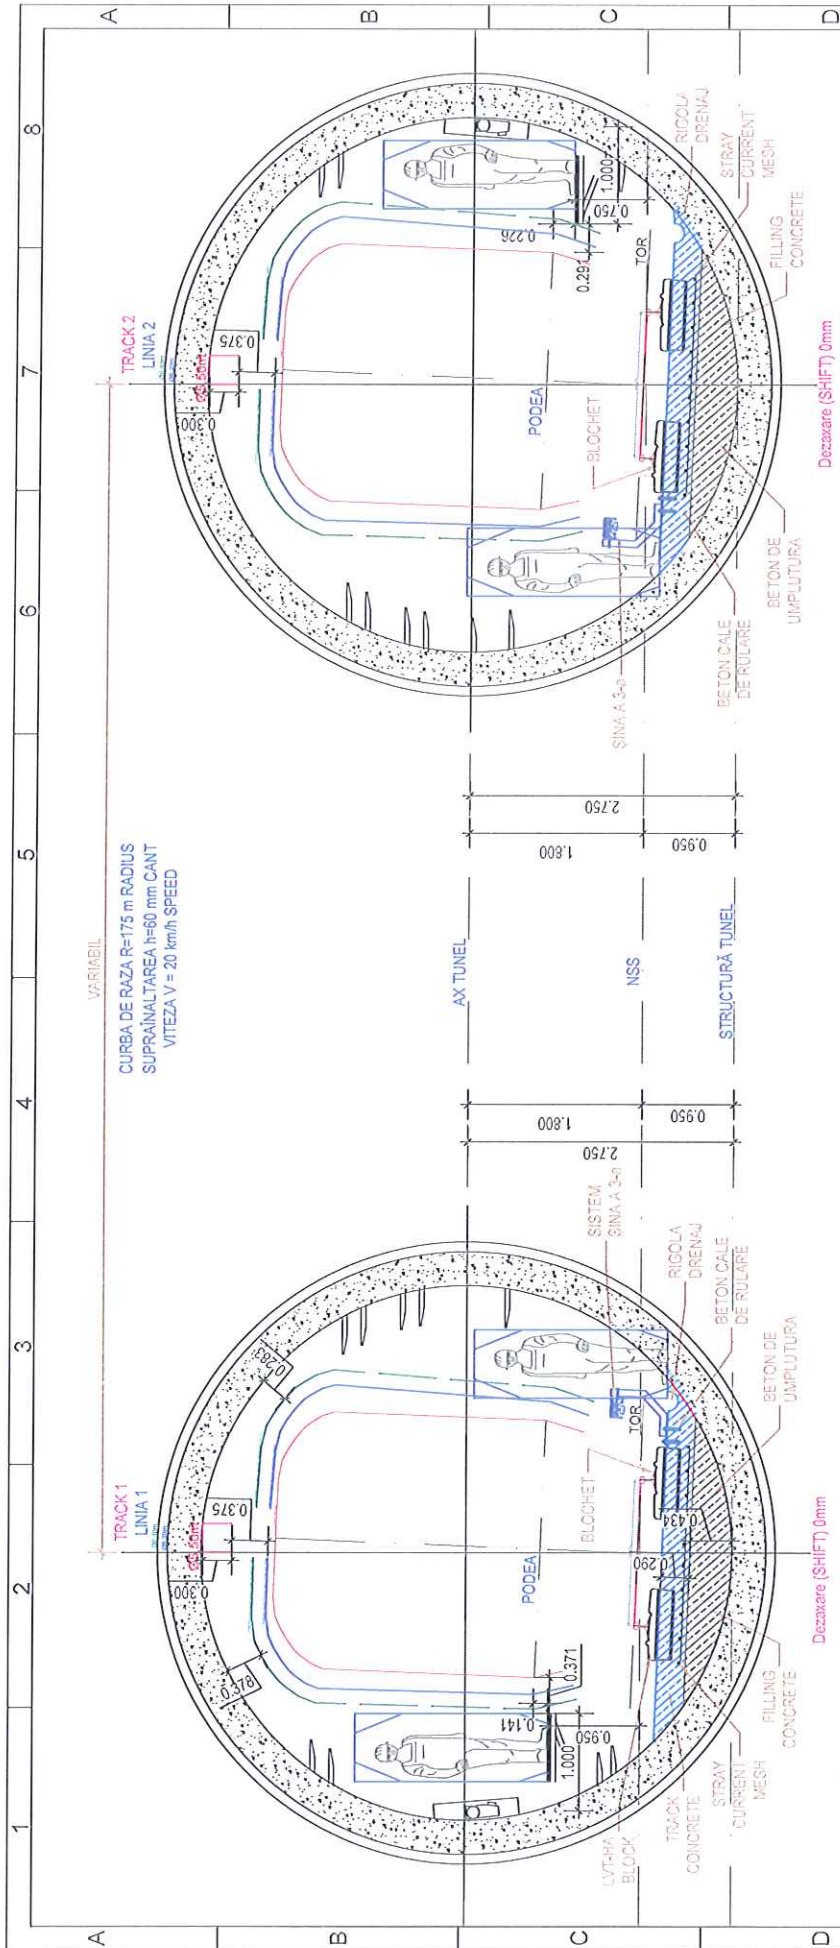 1
2
3
4
5
6
7
8
A
B
C
D
A
B
C
D
VARIABIL
CURBA DE RAZA R=175 m RADIUS
SUPRAÎNALTAREA h=60 mm CANT
VITEZA V = 20 km/h SPEED
TRACK 1
LINIA 1
0.300
0.375
0.378
0.283
PODEA
0.141
0.371
0.950
1.000
BLOCHET
TOR
SISTEM
ȘINA A 3-a
RIGOLA
DRENAJ
BETON CALE
DE RULARE
BETON DE
UMPLUTURA
0.290
0.434
LVT-HA
BLOCK
TRACK
CONCRETE
STRAY
CURRENT
MESH
FILLING
CONCRETE
Dezaxare (SHIFT) 0mm
AX TUNEL
NSS
STRUCTURĂ TUNEL
1.800
0.950
2.750
1.800
0.950
2.750
TRACK 2
LINIA 2
0.300
0.375
PODEA
BLOCHET
0.226
0.291
0.750
1.000
TOR
ȘINA A 3-a
BETON CALE
DE RULARE
BETON DE
UMPLUTURA
RIGOLA
DRENAJ
STRAY
CURRENT
MESH
FILLING
CONCRETE
Dezaxare (SHIFT) 0mm